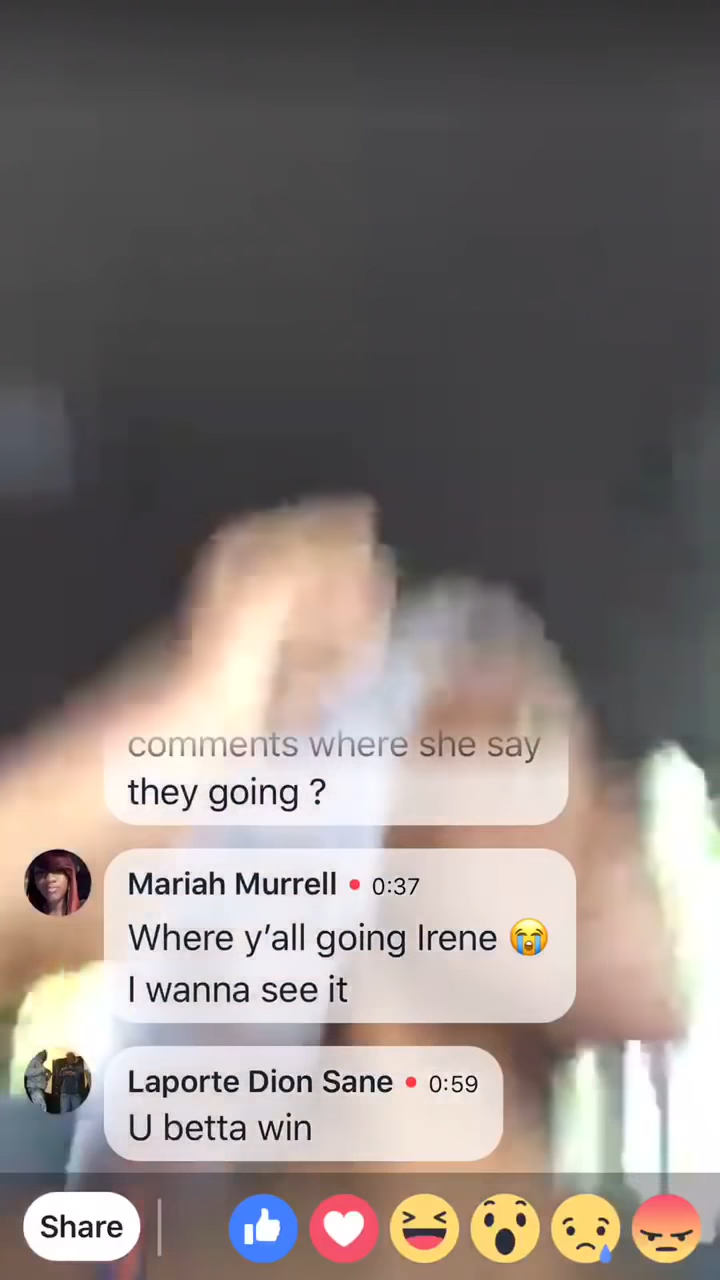 comments where she say
they going ?
Mariah Murrell • 0:37
Where y’all going Irene 😭
I wanna see it
Laporte Dion Sane • 0:59
U betta win
Share